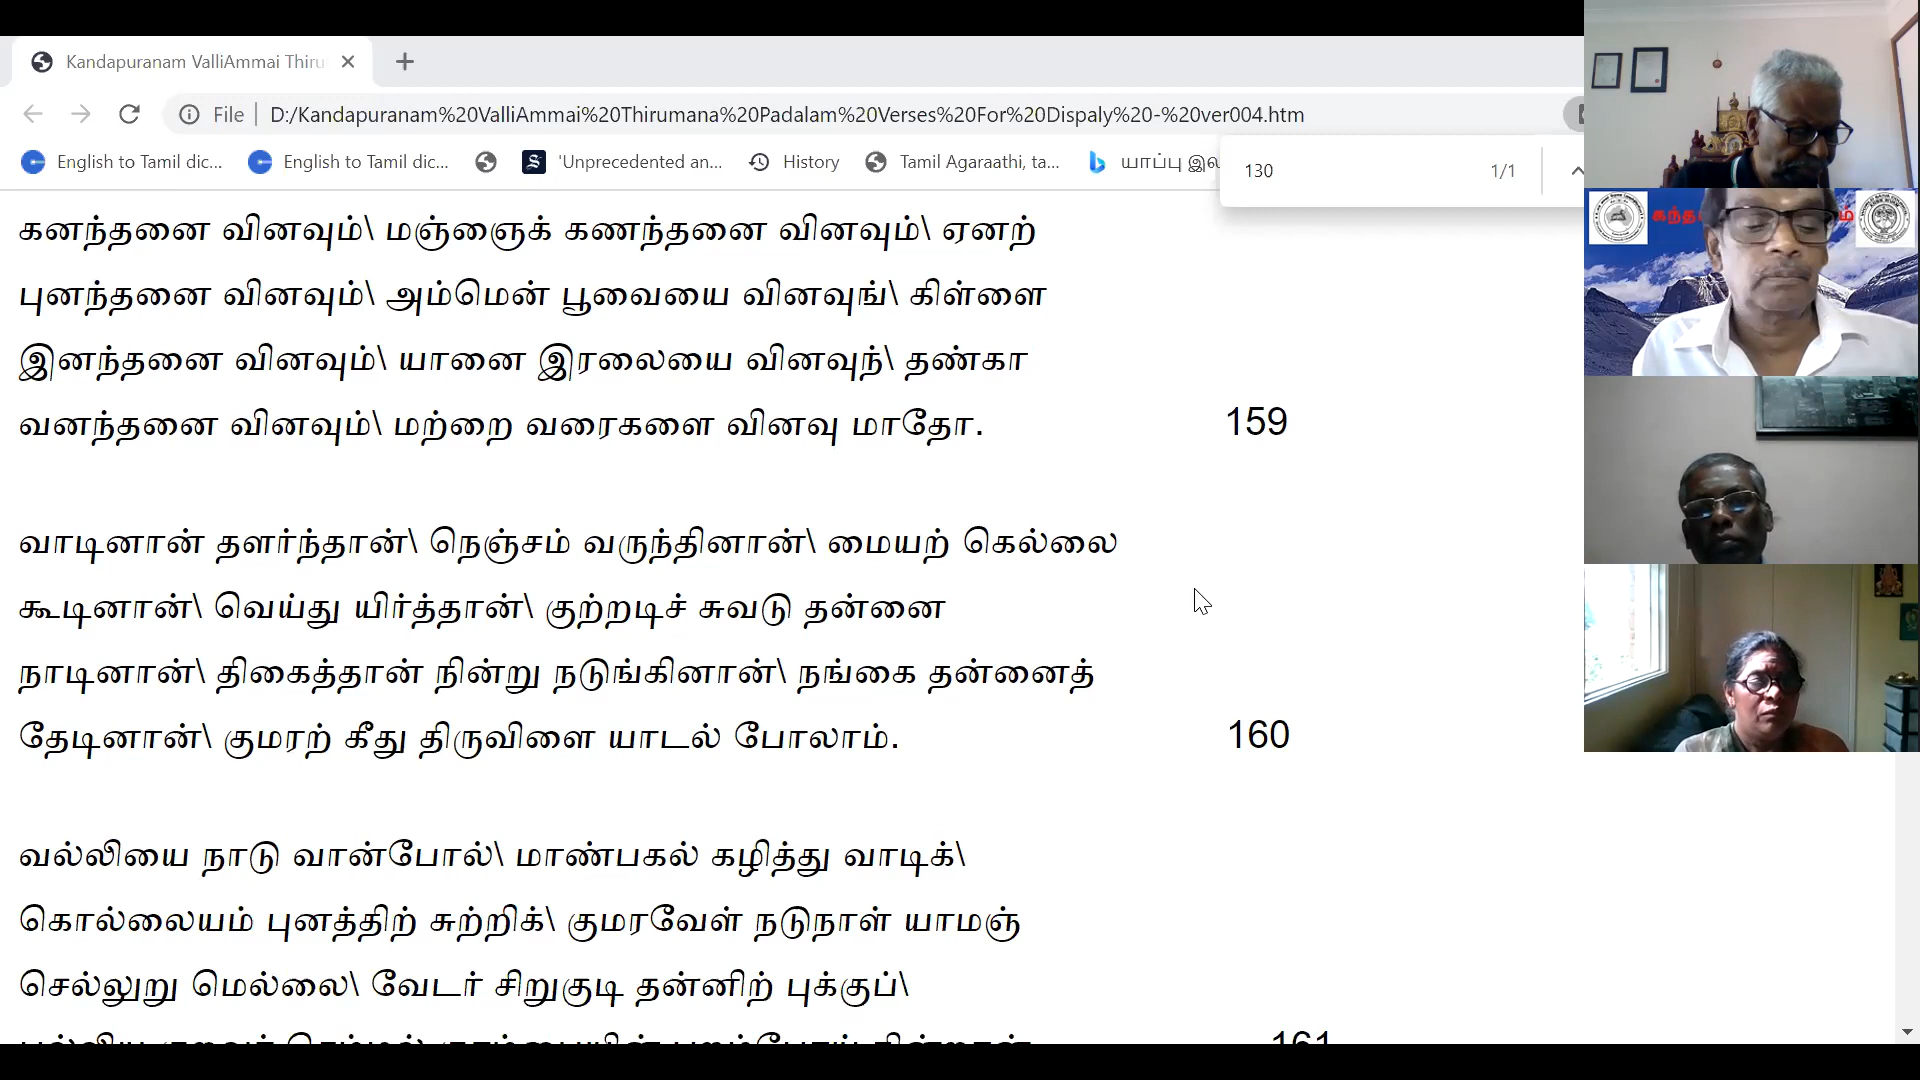 Kandapuranam ValliAmmai Thiru
File
D:/Kandapuranam%20ValliAmmai%20Thirumana%20Padalam%20Verses%20For%20Dispaly%20-%20ver004.htm
English to Tamil dic...
English to Tamil dic...
S
'Unprecedented an...
History
Tamil Agaraathi, ta...
யாப்பு இல
130
1/1
கனந்தனை வினவும்\ மஞ்ஞைக் கணந்தனை வினவும்\ ஏனற்
புனந்தனை வினவும்\ அம்மென் பூவையை வினவுங்\ கிள்ளை
இனந்தனை வினவும்\ யானை இரலையை வினவுந்\ தண்கா
வனந்தனை வினவும்\ மற்றை வரைகளை வினவு மாதோ. 159
வாடினான் தளர்ந்தான்\ நெஞ்சம் வருந்தினான்\ மையற் கெல்லை
கூடினான்\ வெய்து யிர்த்தான்\ குற்றடிச் சுவடு தன்னை
நாடினான்\ திகைத்தான் நின்று நடுங்கினான்\ நங்கை தன்னைத்
தேடினான்\ குமரற் கீது திருவிளை யாடல் போலாம். 160
வல்லியை நாடு வான்போல்\ மாண்பகல் கழித்து வாடிக்\
கொல்லையம் புனத்திற் சுற்றிக்\ குமரவேள் நடுநாள் யாமஞ்
செல்லுறு மெல்லை\ வேடர் சிறுகுடி தன்னிற் புக்குப்\
161